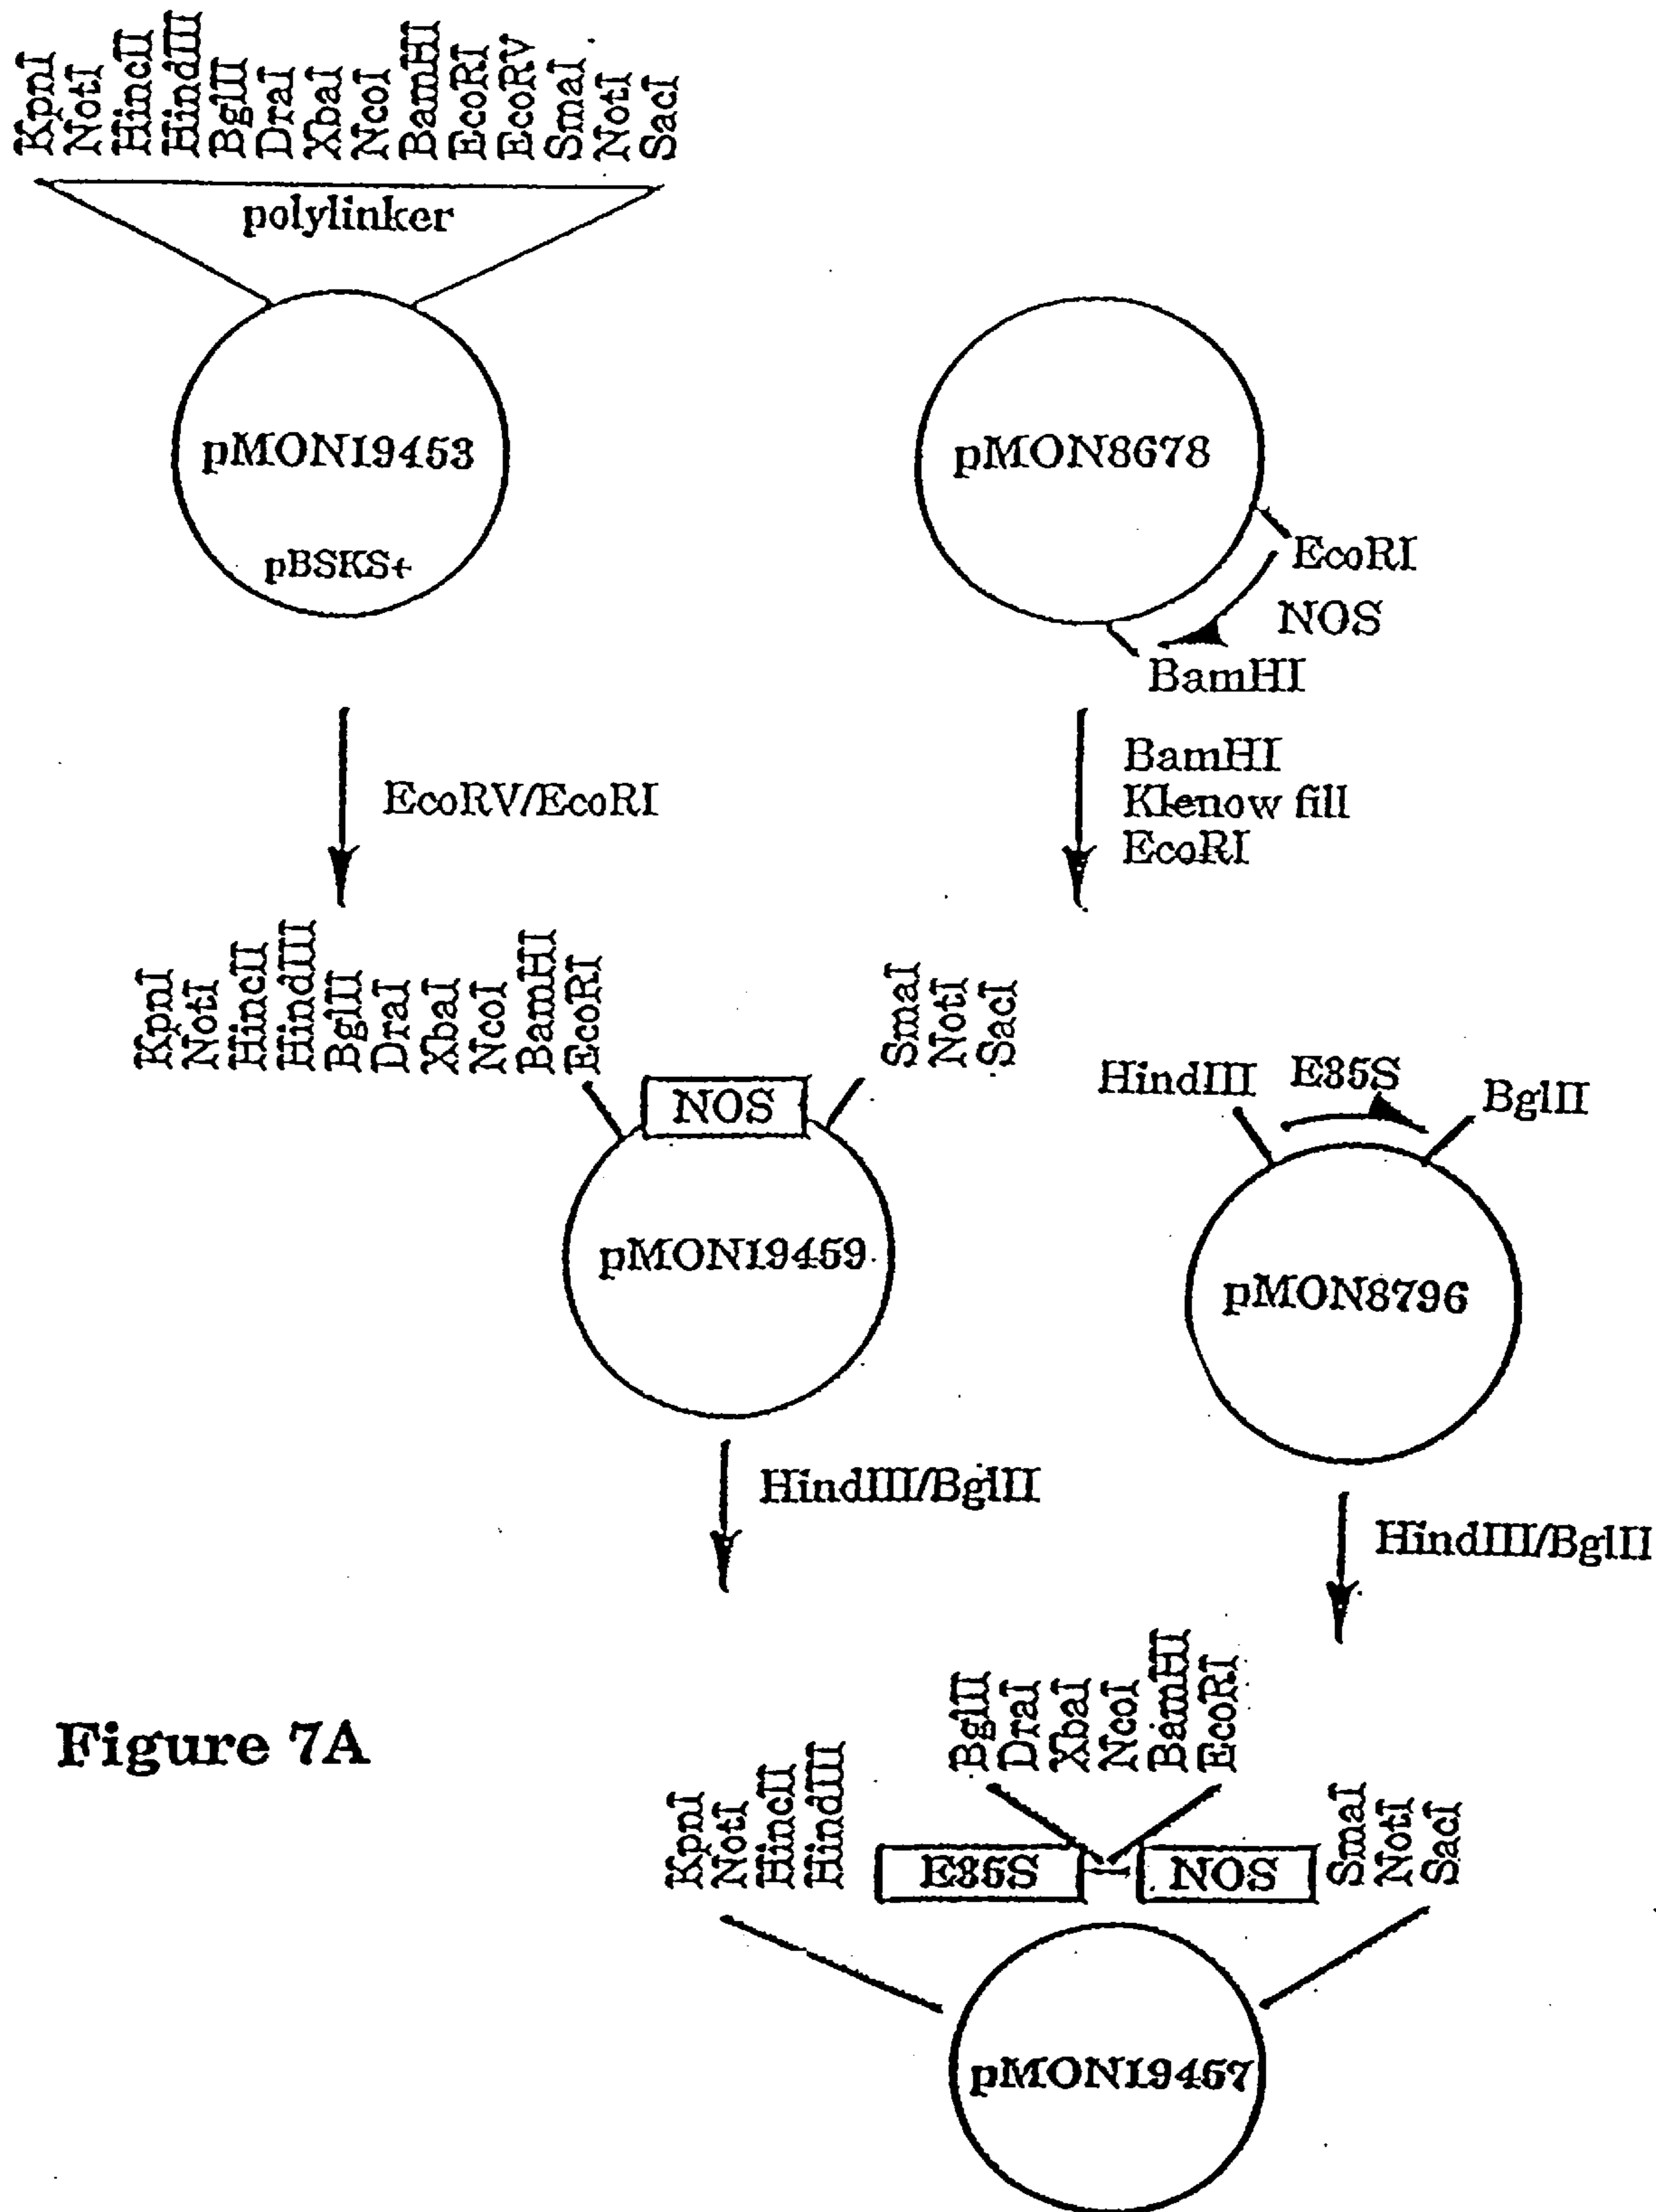 KpnI
NotI
HincII
HindIII
BglII
DraI
XbaI
NcoI
BamHI
EcoRI
EcoRV
SmaI
NotI
SacI
polylinker
pMON19453
pBSKS+
pMON8678
EcoRI
NOS
BamHI
EcoRV/EcoRI
BamHI
Klenow fill
EcoRI
KpnI
NotI
HincII
HindIII
BglII
DraI
XbaI
NcoI
BamHI
EcoRI
NOS
SmaI
NotI
SacI
pMON19459
HindIII
E35S
BglII
pMON8796
HindIII/BglII
HindIII/BglII
Figure 7A
KpnI
NotI
HincII
HindIII
E35S
BglII
DraI
XbaI
NcoI
BamHI
EcoRI
NOS
SmaI
NotI
SacI
pMON19457